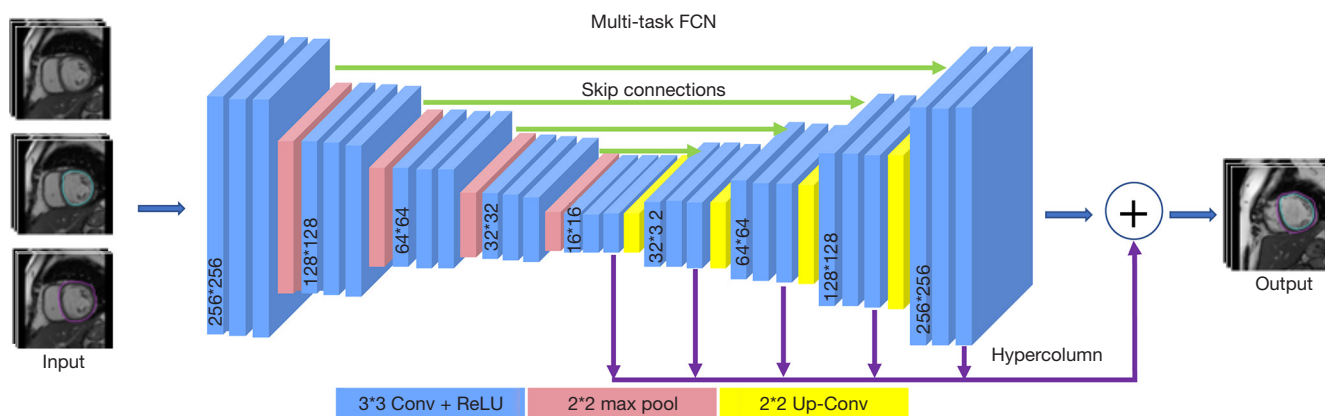 Multi-task FCN
Skip connections
256*256
128*128
64*64
32*32
16*16
32*3 2
64*64
128*128
256*256
Input
Output
Hypercolumn
3*3 Conv + ReLU
2*2 max pool
2*2 Up-Conv
+